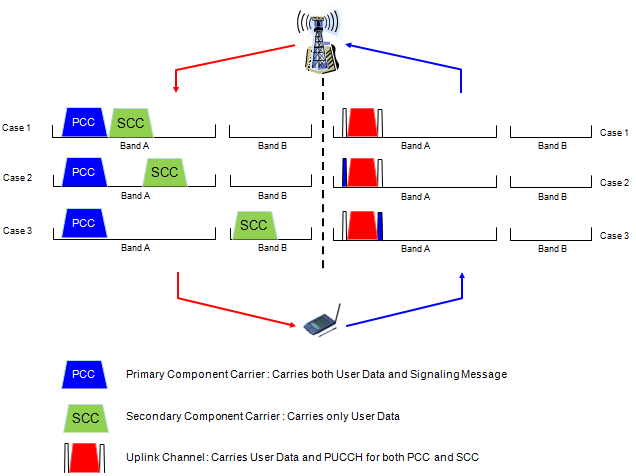 PCC
SCC
Case 1
Band A
Band B
Band A
Band B
Case 1
PCC
SCC
Case 2
Band A
Band B
Band A
Band B
Case 2
PCC
SCC
Case 3
Band A
Band B
Band A
Band B
Case 3
PCC
Primary Component Carrier : Carries both User Data and Signaling Message
SCC
Secondary Component Carrier : Carries only User Data
Uplink Channel : Carries User Data and PUCCH for both PCC and SCC